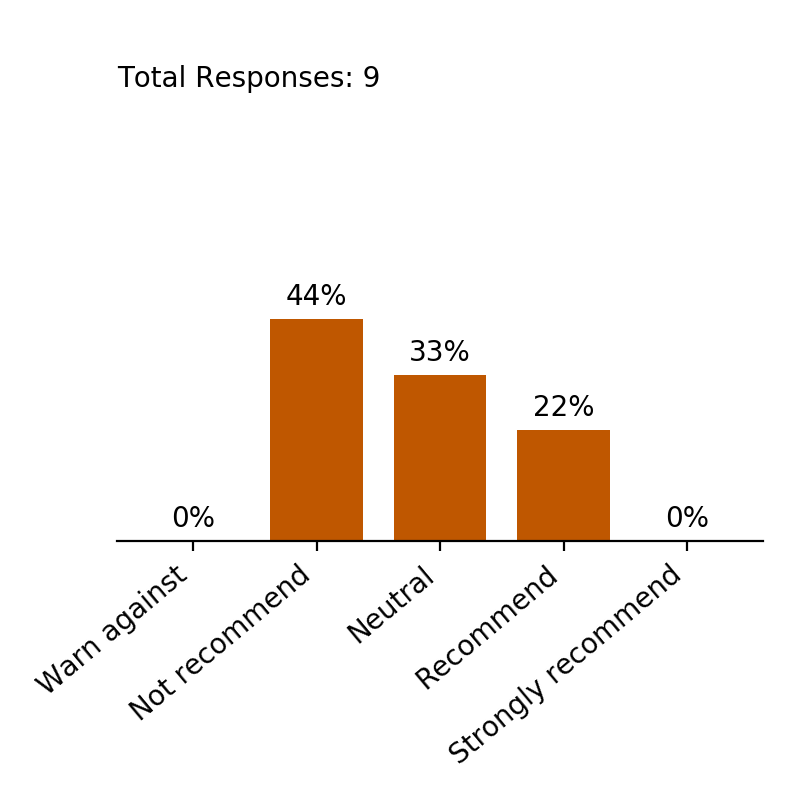 Total Responses: 9
44%
33%
22%
0%
0%
Warn against
Not recommend
Neutral
Recommend
Strongly recommend